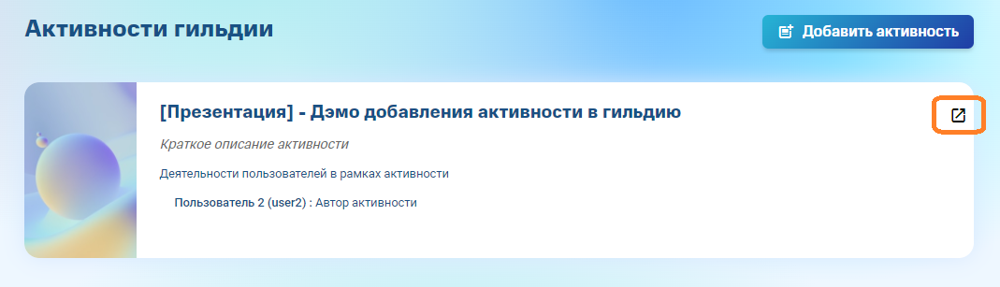 Активности гильдии
Добавить активность
[Презентация] - Дэмо добавления активности в гильдию
Краткое описание активности
Деятельности пользователей в рамках активности
Пользователь 2 (user2) : Автор активности